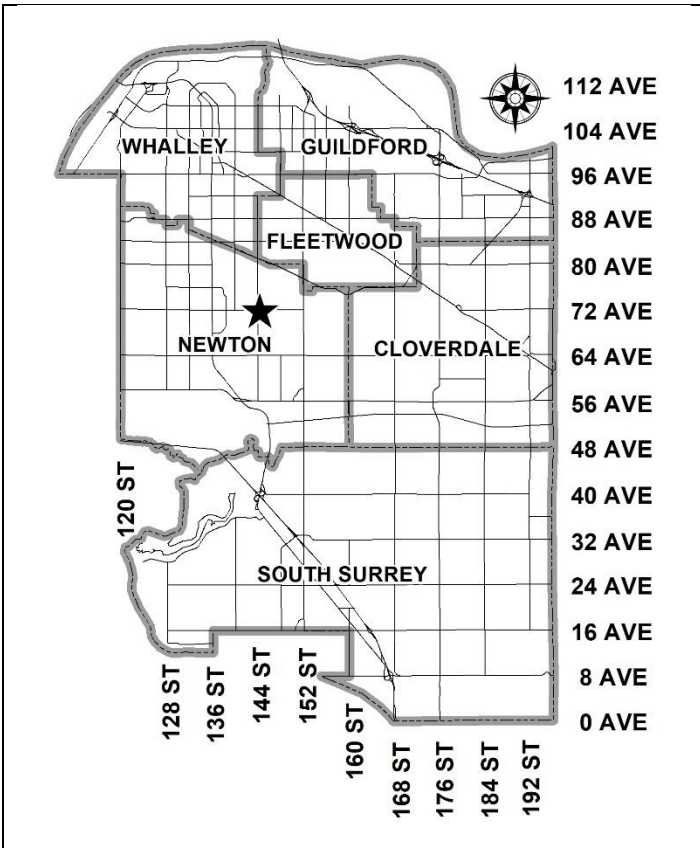 112 AVE
104 AVE
WHALLEY
GUILDFORD
96 AVE
88 AVE
FLEETWOOD
80 AVE
72 AVE
NEWTON
CLOVERDALE
64 AVE
56 AVE
48 AVE
120 ST
40 AVE
32 AVE
SOUTH SURREY
24 AVE
16 AVE
8 AVE
0 AVE
128 ST
136 ST
144 ST
152 ST
160 ST
168 ST
176 ST
184 ST
192 ST